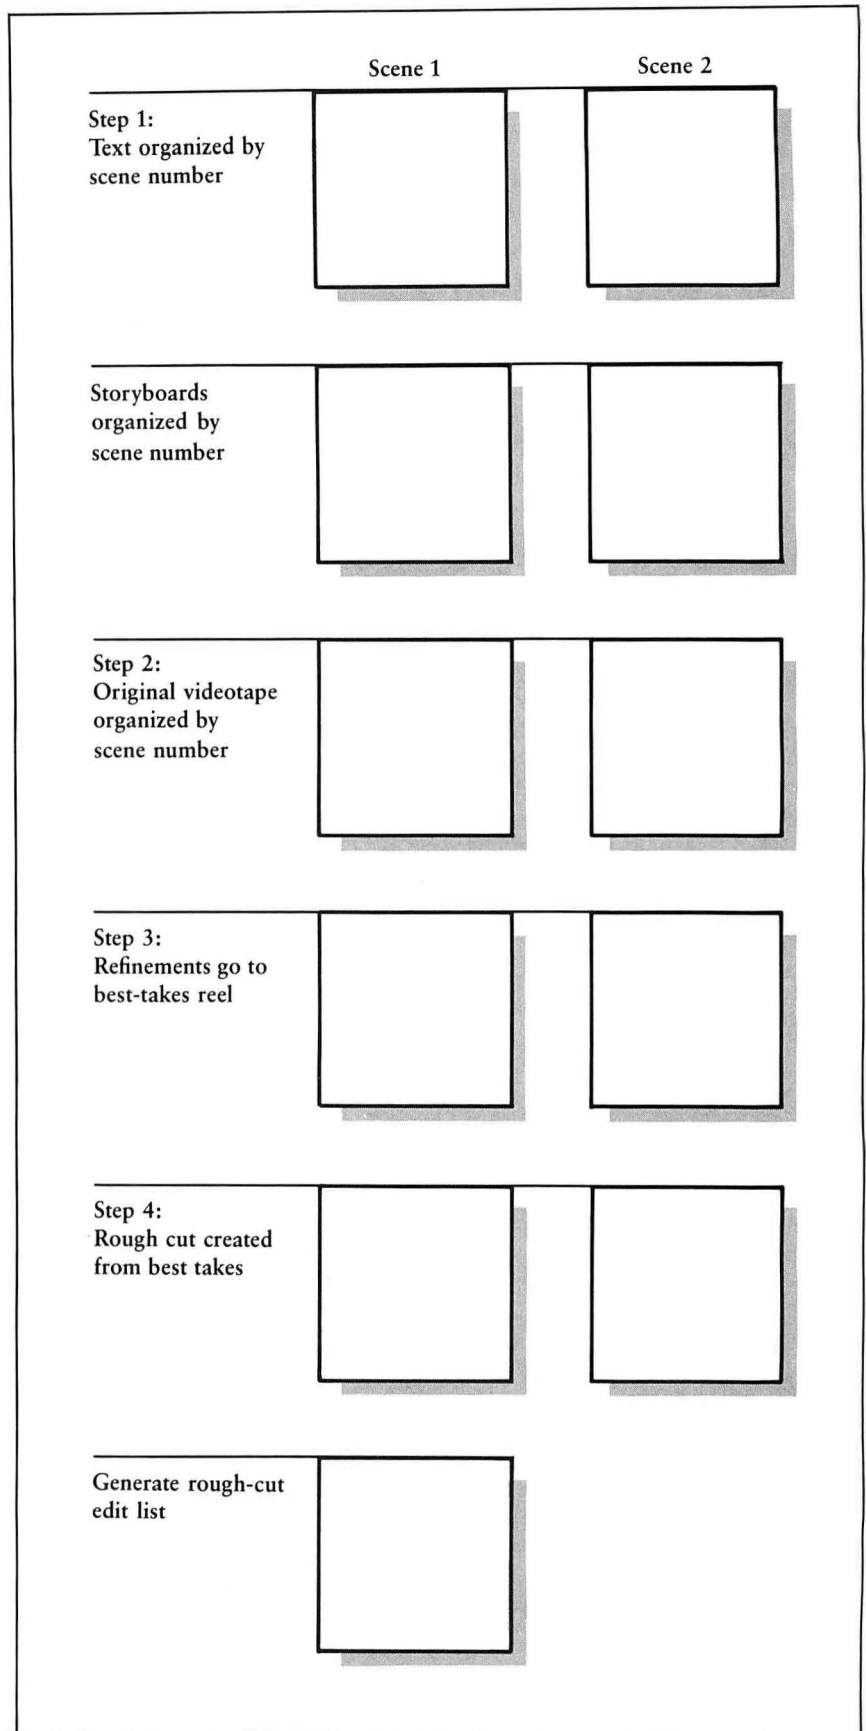 Scene 1
Scene 2
Step 1:
Text organized by
scene number
Storyboards
organized by
scene number
Step 2:
Original videotape
organized by
scene number
Step 3:
Refinements go to
best-takes reel
Step 4:
Rough cut created
from best takes
Generate rough-cut
edit list